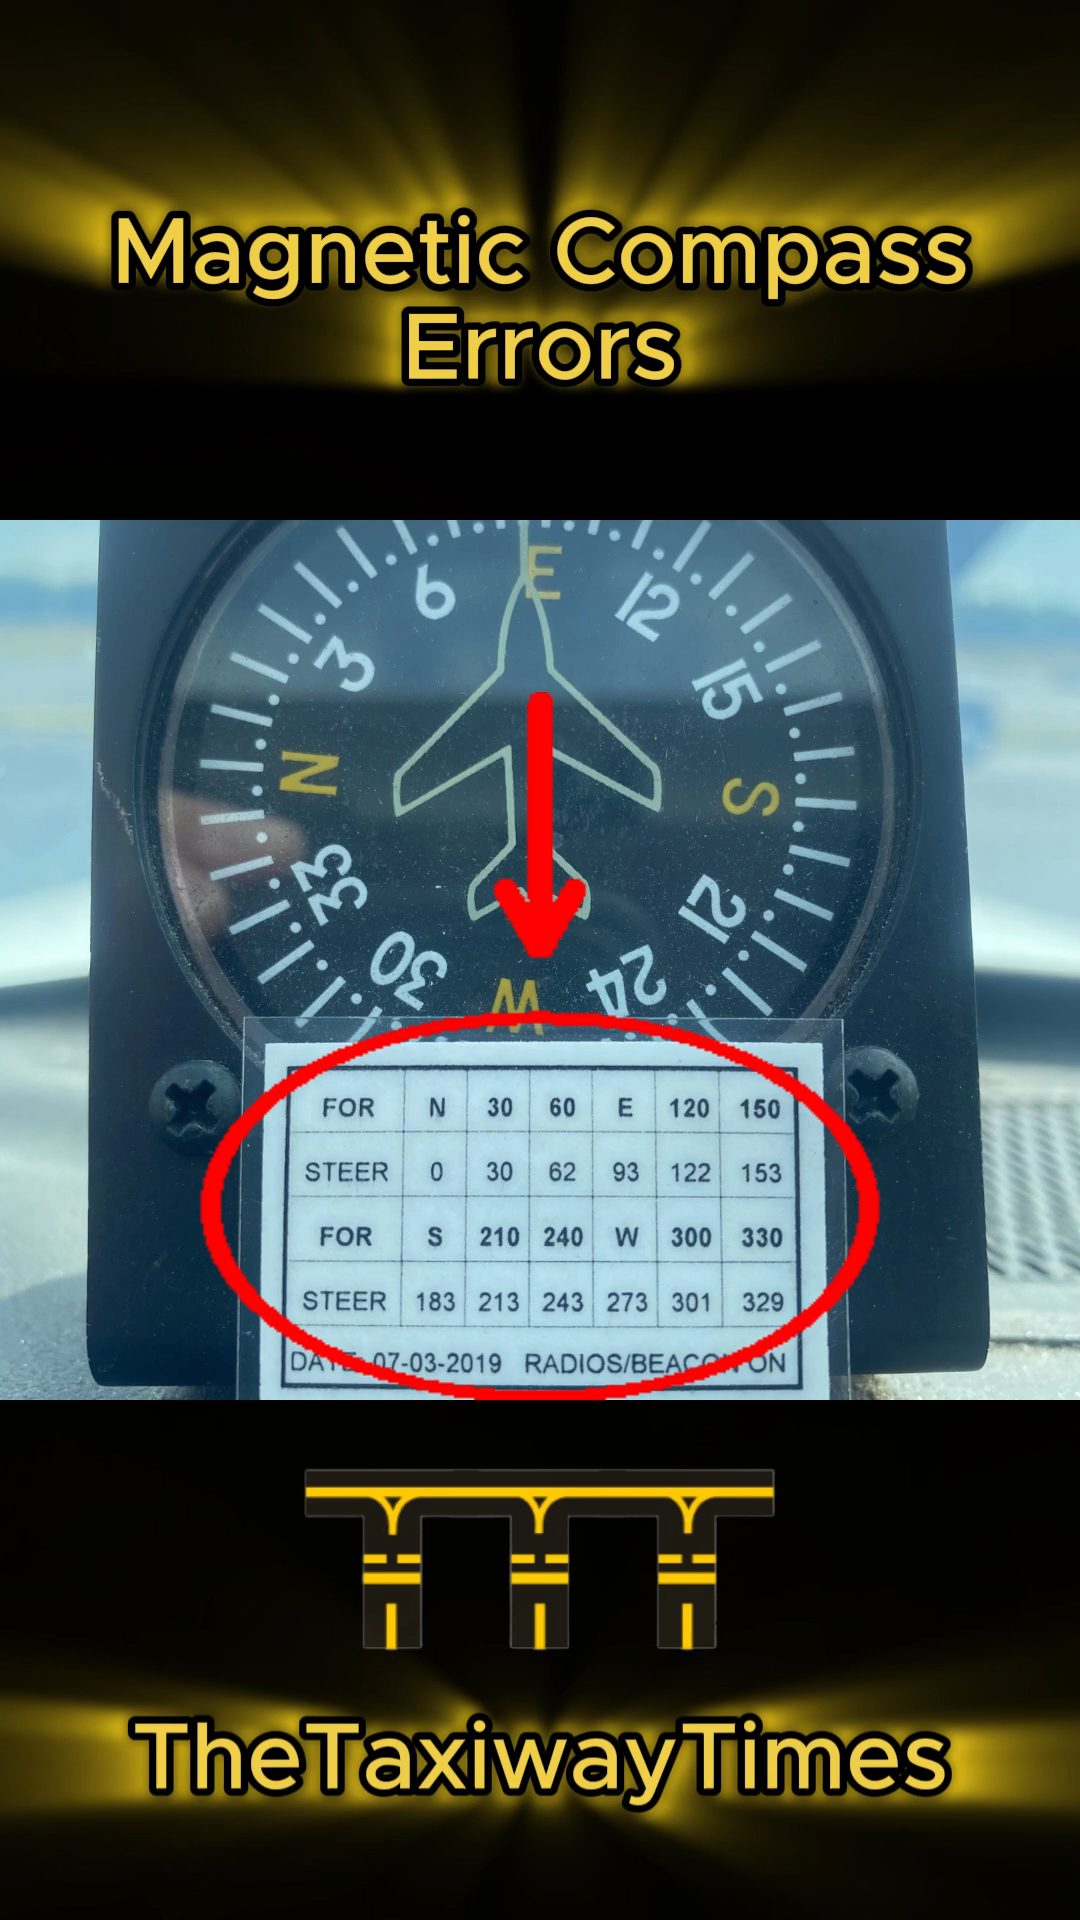 Magnetic Compass
Errors
E
6
12
3
15
N
S
33
21
30
24
W
FOR N 30 60 E 120 150
STEER 0 30 62 93 122 153
FOR S 210 240 W 300 330
STEER 183 213 243 273 301 329
DATE 07-03-2019 RADIOS/BEACON ON
TheTaxiwayTimes